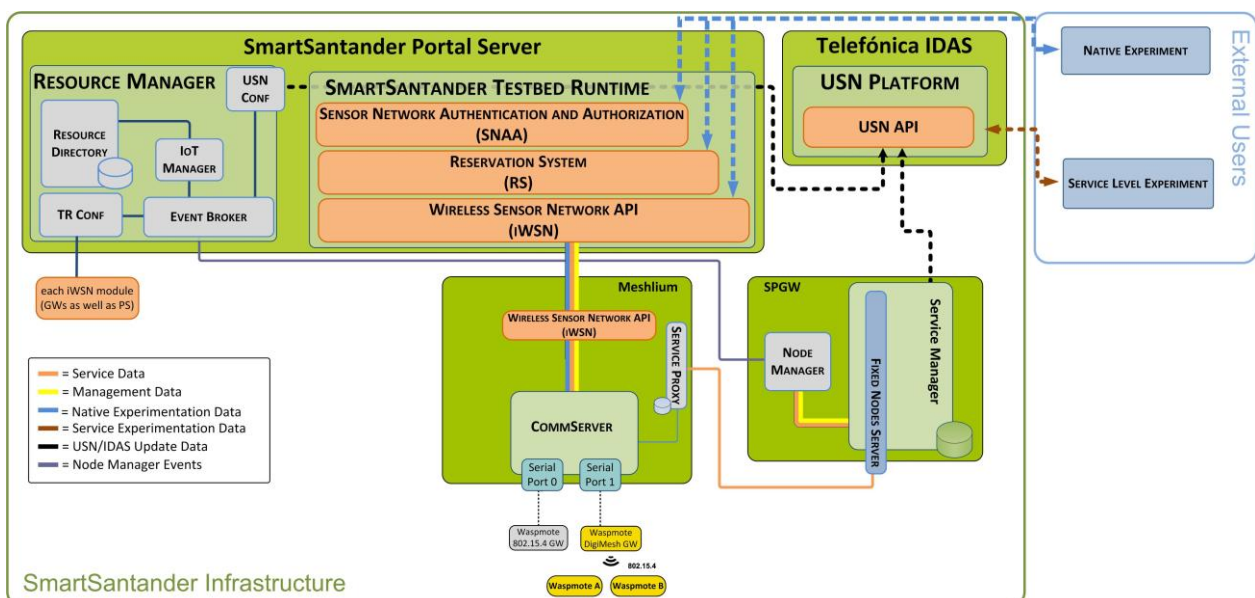 SmartSantander Portal Server
RESOURCE MANAGER
USN
CONF
RESOURCE
DIRECTORY
IOT
MANAGER
TR CONF
EVENT BROKER
SMARTSANTANDER TESTBED RUNTIME
SENSOR NETWORK AUTHENTICATION AND AUTHORIZATION
(SNAA)
RESERVATION SYSTEM
(RS)
WIRELESS SENSOR NETWORK API
(IWSN)
Telefónica IDAS
USN PLATFORM
USN API
External Users
NATIVE EXPERIMENT
SERVICE LEVEL EXPERIMENT
each iWSN module
(GWs as well as PS)
Meshlium
WIRELESS SENSOR NETWORK API
(IWSN)
SERVICE PROXY
COMMSERVER
Serial
Port 0
Serial
Port 1
Waspmote
802.15.4 GW
Waspmote
DigiMesh GW
802.15.4
Waspmote A
Waspmote B
SPGW
NODE
MANAGER
FIXED NODES SERVER
Service Manager
= Service Data
= Management Data
= Native Experimentation Data
= Service Experimentation Data
= USN/IDAS Update Data
= Node Manager Events
SmartSantander Infrastructure